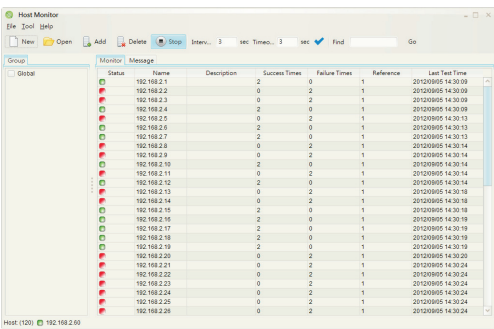 Host Monitor
File Tool Help
New Open Add Delete Stop Interv... 3 sec Timeo... 3 sec Find Go
Group Monitor Message
Global
Status Name Description Success Times Failure Times Reference Last Test Time
192.168.2.1 2 0 1 2012/09/05 14:30:09
192.168.2.2 0 2 1 2012/09/05 14:30:09
192.168.2.3 0 2 1 2012/09/05 14:30:09
192.168.2.4 2 0 1 2012/09/05 14:30:09
192.168.2.5 0 2 1 2012/09/05 14:30:13
192.168.2.6 2 0 1 2012/09/05 14:30:13
192.168.2.7 2 0 1 2012/09/05 14:30:13
192.168.2.8 0 2 1 2012/09/05 14:30:14
192.168.2.9 0 2 1 2012/09/05 14:30:14
192.168.2.10 2 0 1 2012/09/05 14:30:14
192.168.2.11 0 2 1 2012/09/05 14:30:14
192.168.2.12 2 0 1 2012/09/05 14:30:14
192.168.2.13 0 2 1 2012/09/05 14:30:18
192.168.2.14 0 2 1 2012/09/05 14:30:18
192.168.2.15 2 0 1 2012/09/05 14:30:18
192.168.2.16 2 0 1 2012/09/05 14:30:19
192.168.2.17 2 0 1 2012/09/05 14:30:19
192.168.2.18 2 0 1 2012/09/05 14:30:19
192.168.2.19 2 0 1 2012/09/05 14:30:19
192.168.2.20 0 2 1 2012/09/05 14:30:20
192.168.2.21 0 2 1 2012/09/05 14:30:24
192.168.2.22 0 2 1 2012/09/05 14:30:24
192.168.2.23 0 2 1 2012/09/05 14:30:24
192.168.2.24 0 2 1 2012/09/05 14:30:24
192.168.2.25 0 2 1 2012/09/05 14:30:24
192.168.2.26 0 2 1 2012/09/05 14:30:24
Host: (120) 192.168.2.60